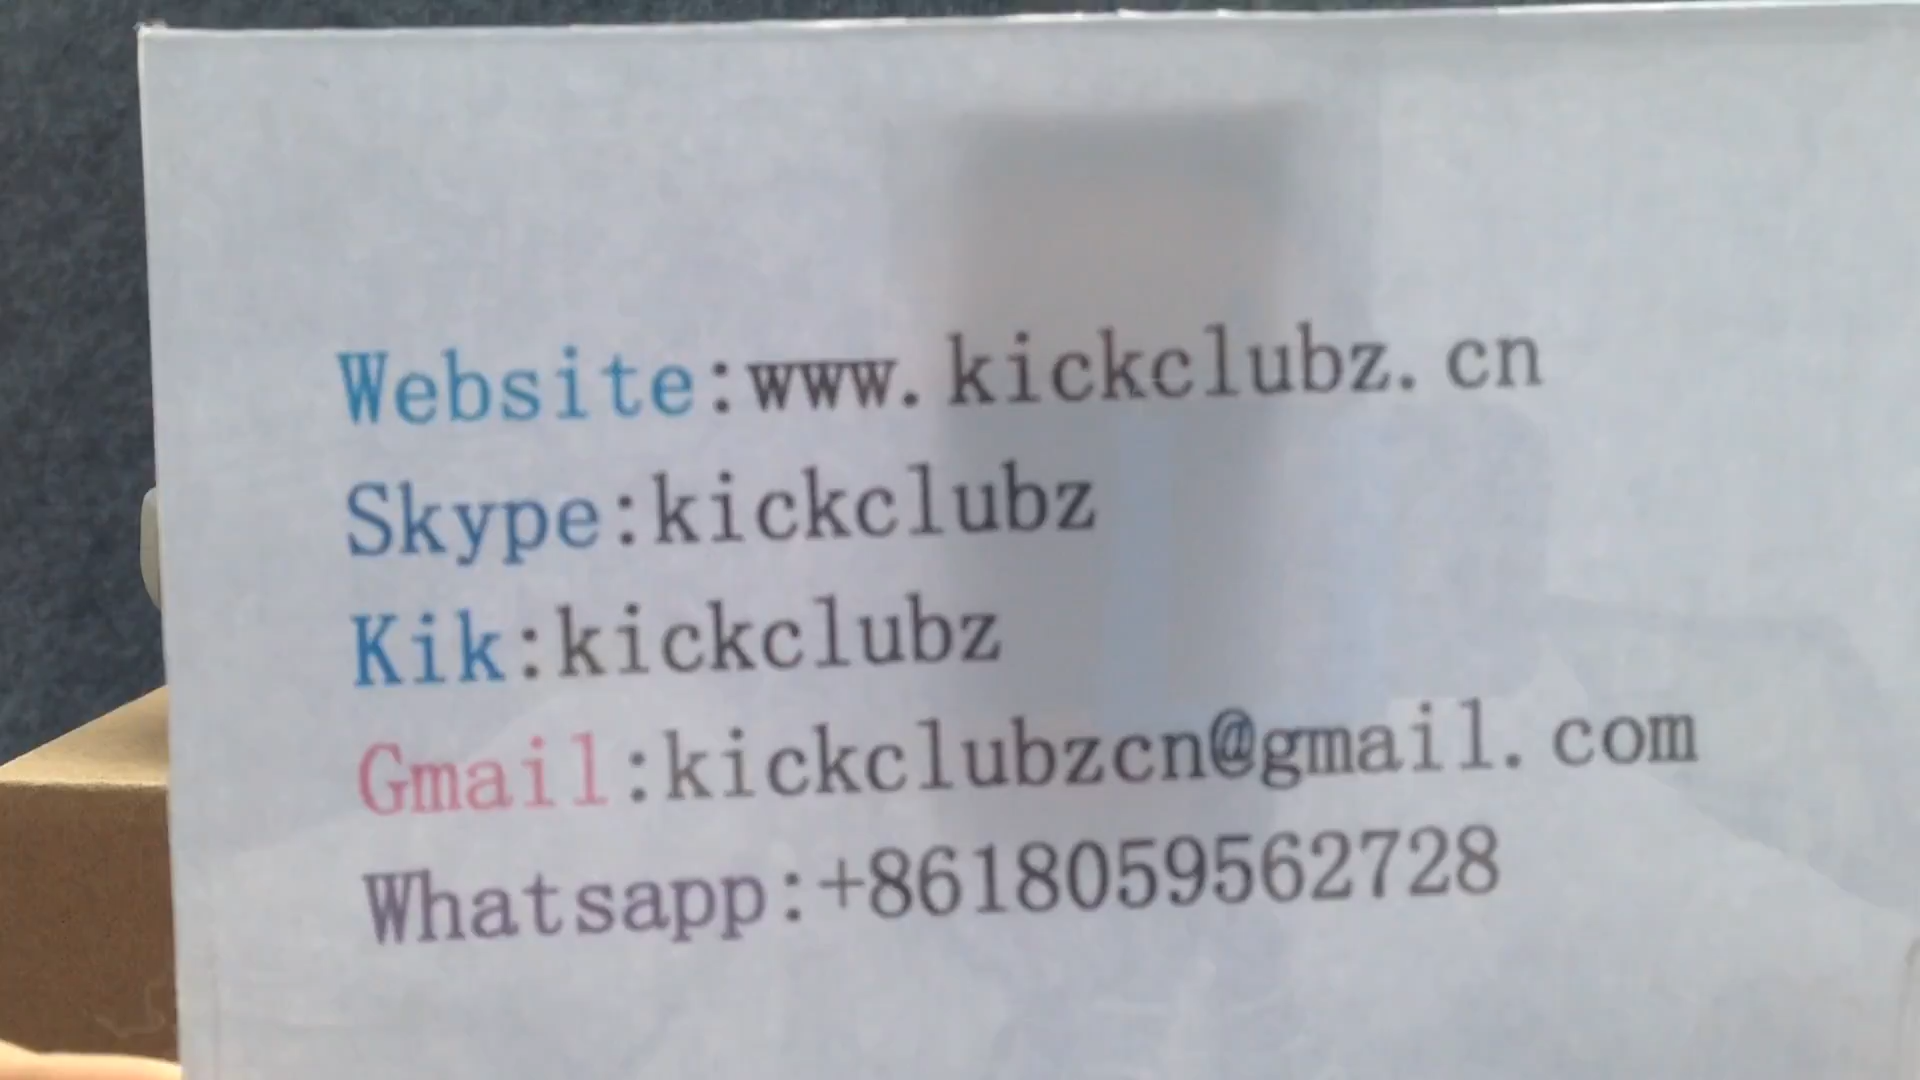 Website:www.kickclubz.cn
Skype:kickclubz
Kik:kickclubz
Gmail:kickclubzcn@gmail.com
Whatsapp:+8618059562728